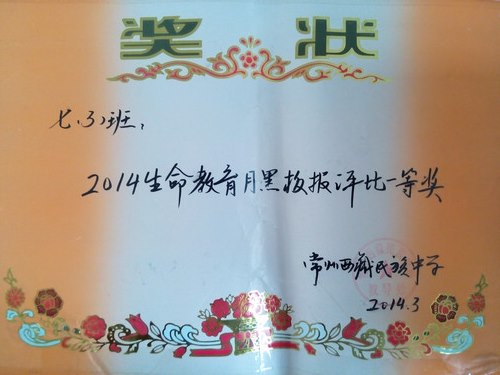 奖状
七(3)班:
2014生命教育月黑板报评比一等奖
常州西藏民族中学
2014.3